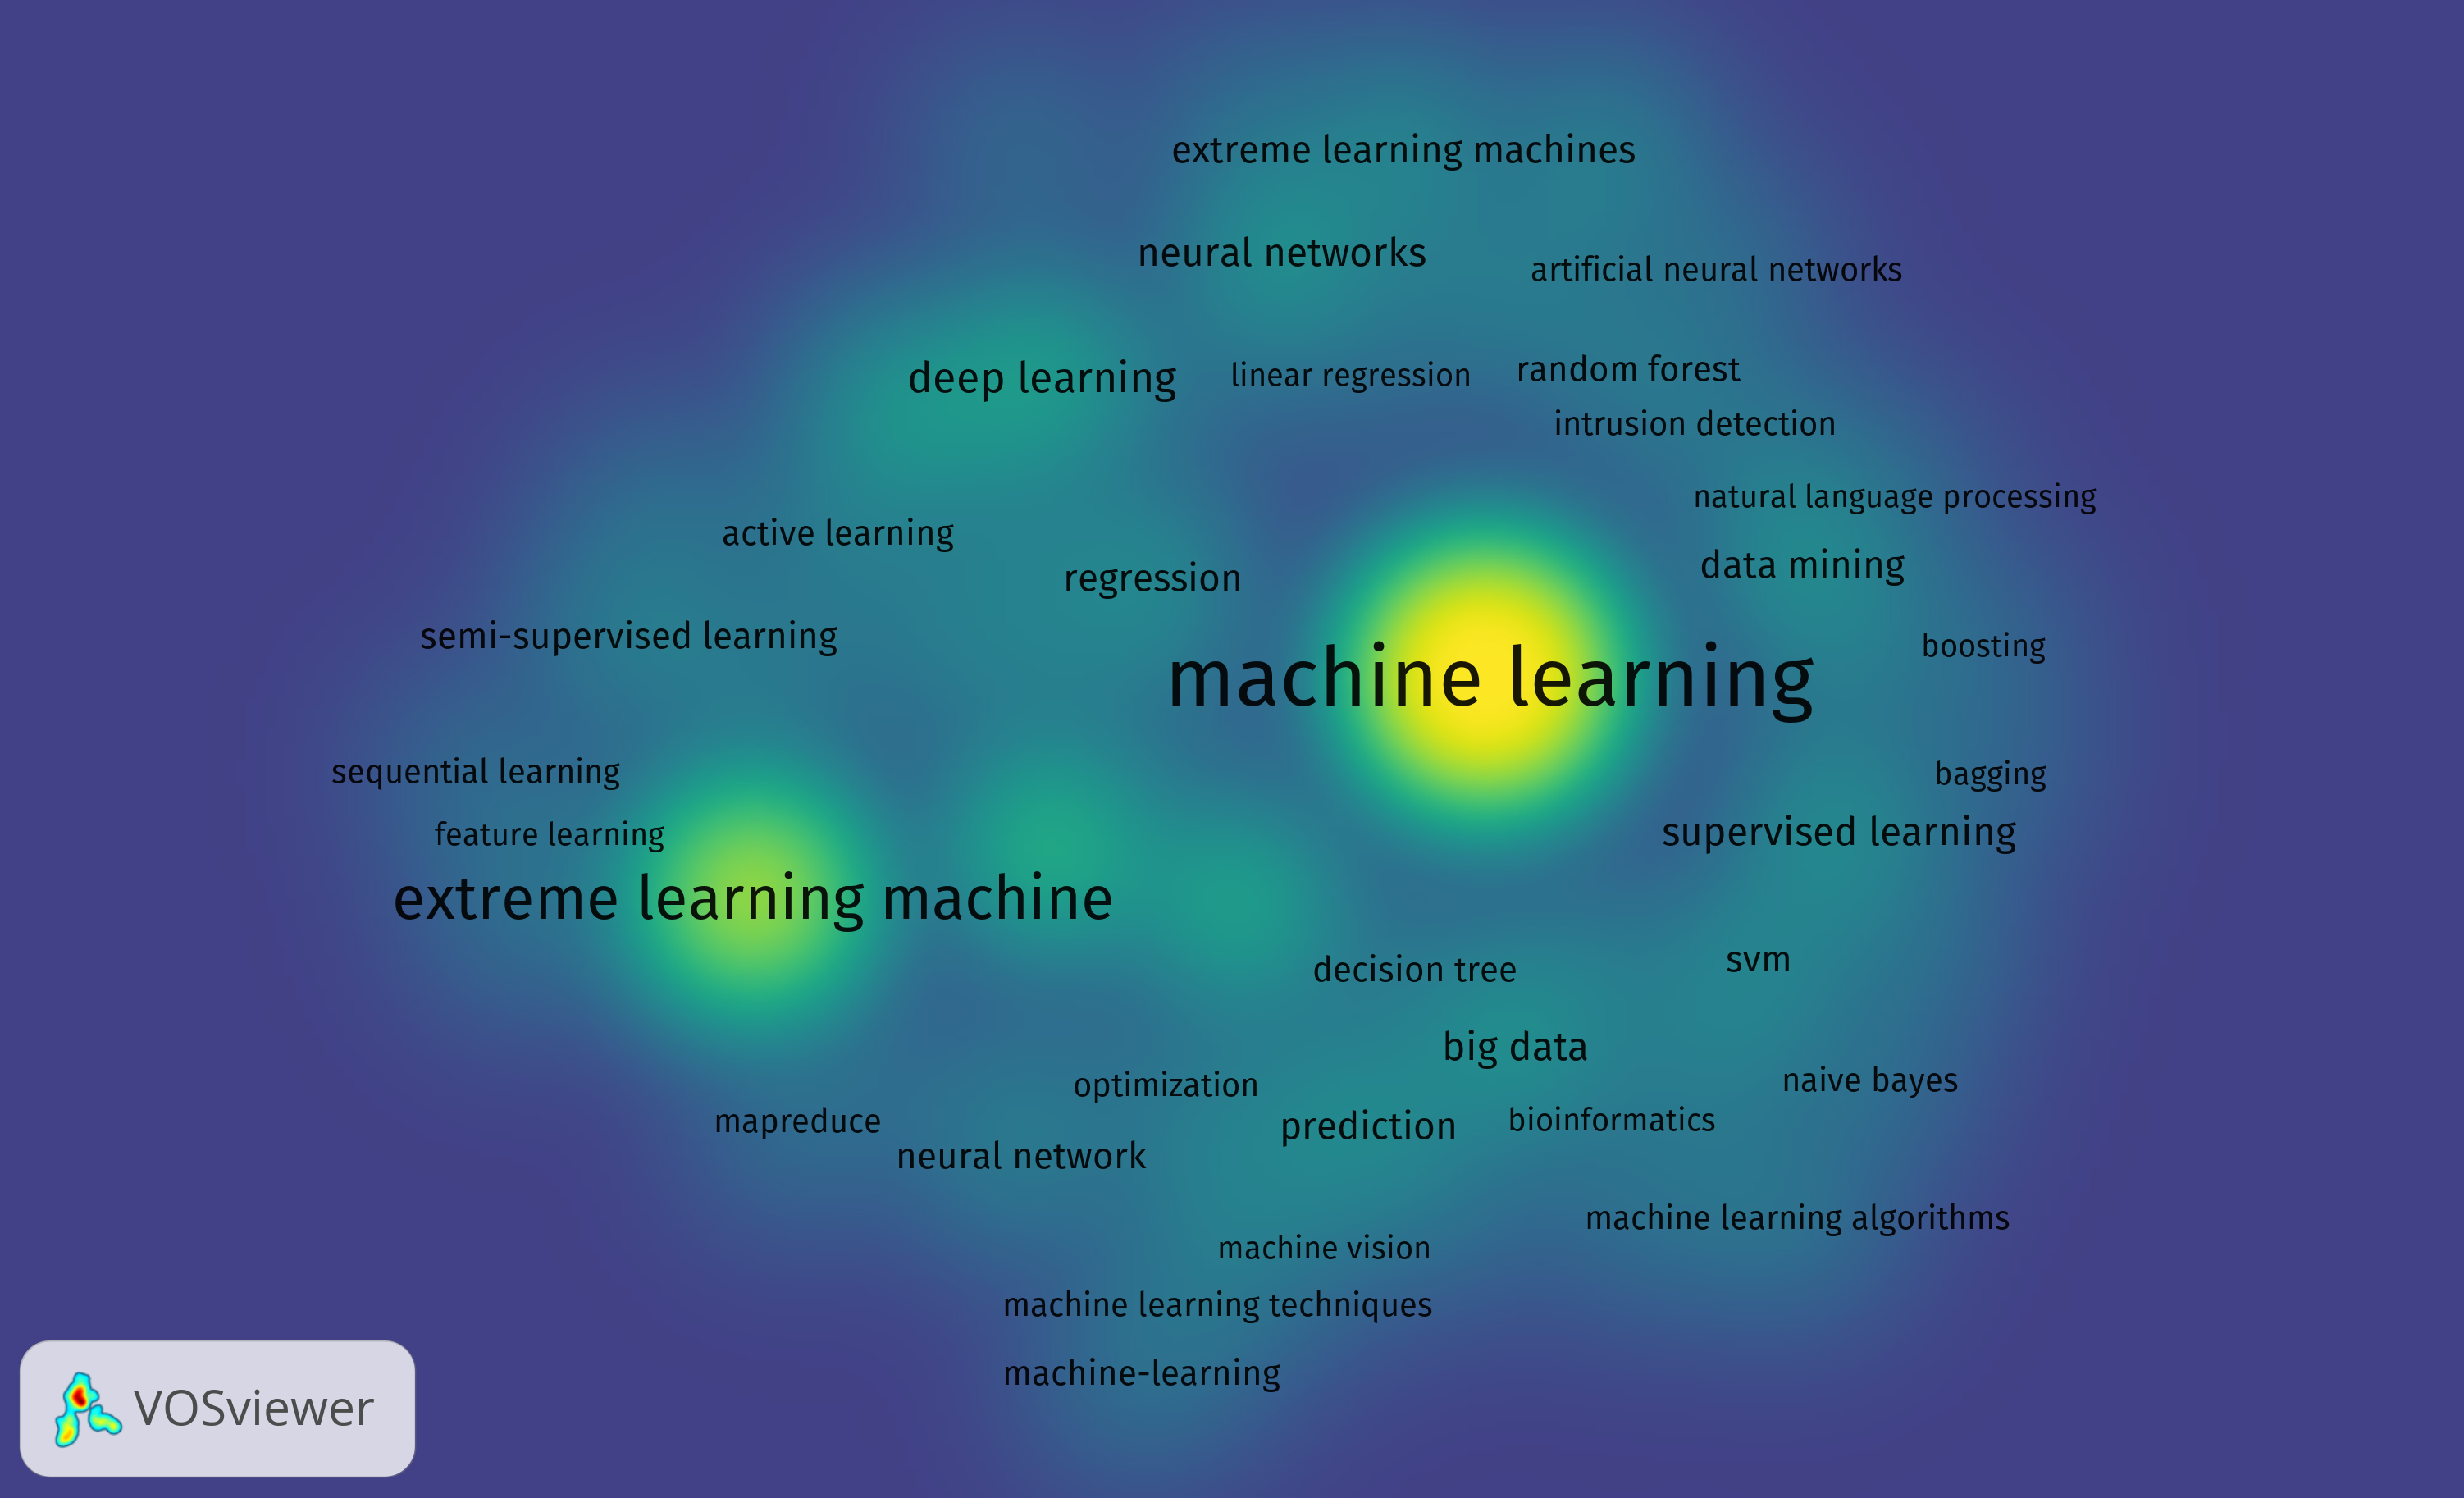 extreme learning machines
neural networks
artificial neural networks
deep learning
linear regression
random forest
intrusion detection
natural language processing
active learning
data mining
regression
semi-supervised learning
boosting
machine learning
sequential learning
bagging
feature learning
supervised learning
extreme learning machine
svm
decision tree
big data
optimization
naive bayes
mapreduce
prediction
bioinformatics
neural network
machine learning algorithms
machine vision
machine learning techniques
machine-learning
VOSviewer